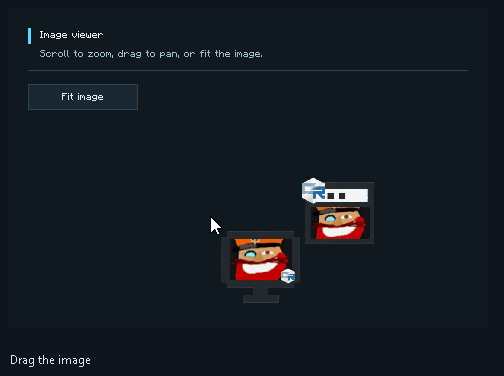 Image viewer
Scroll to zoom, drag to pan, or fit the image.
Fit image
R
R
Drag the image